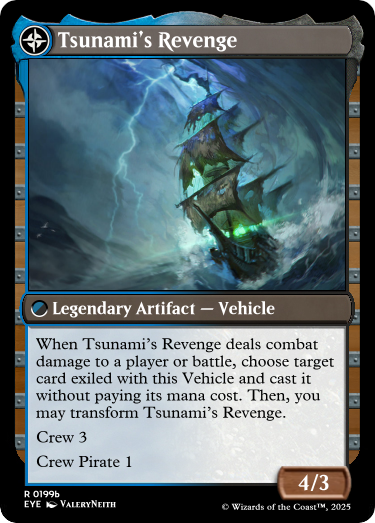 Tsunami's Revenge
Legendary Artifact — Vehicle
When Tsunami's Revenge deals combat
damage to a player or battle, choose target
card exiled with this Vehicle and cast it
without paying its mana cost. Then, you
may transform Tsunami's Revenge.
Crew 3
Crew Pirate 1
4/3
R 0199b
EYE ValeryNeith
© Wizards of the Coast™, 2025